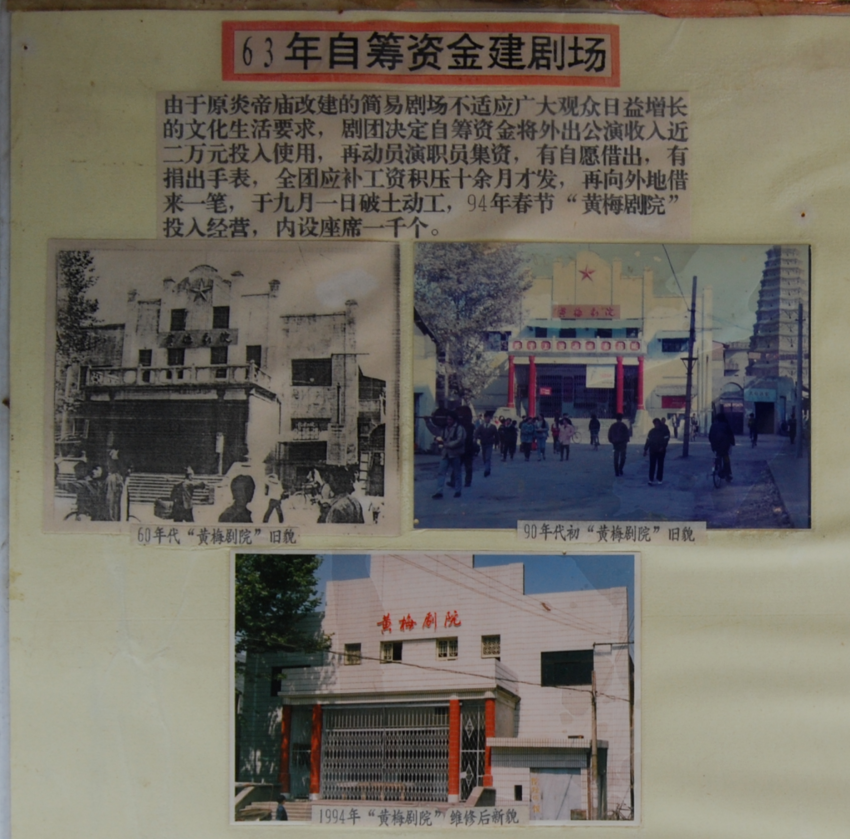 63年自筹资金建剧场
由于原炎帝庙改建的简易剧场不适应广大观众日益增长
的文化生活要求，剧团决定自筹资金将外出公演收入近
二万元投入使用，再动员演职员集资，有自愿借出，有
捐出手表，全团应补工资积压十余月才发，再向外地借
来一笔，于九月一日破土动工，94年春节“黄梅剧院”
投入经营，内设座席一千个。
黄梅剧院
黄梅剧院
60年代“黄梅剧院”旧貌
90年代初“黄梅剧院”旧貌
黄梅剧院
1994年“黄梅剧院”维修后新貌